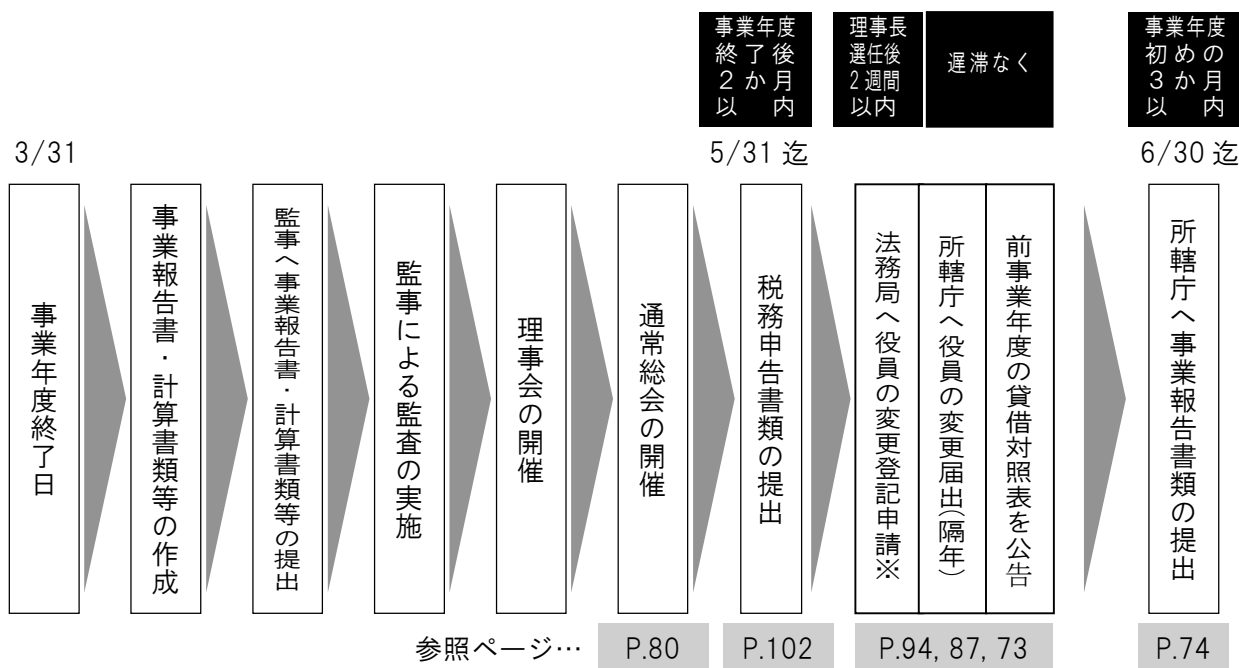 事業年度
終了後
2か月
以内
理事長
選任後
2週間
以内
遅滞なく
事業年度
初めの
3か月
以内
3/31
5/31 迄
6/30 迄
事業年度終了日
事業報告書・計算書類等の作成
監事へ事業報告書・計算書類等の提出
監事による監査の実施
理事会の開催
通常総会の開催
税務申告書類の提出
法務局へ役員の変更登記申請※
所轄庁へ役員の変更届出(隔年)
前事業年度の貸借対照表を公告
所轄庁へ事業報告書類の提出
参照ページ… P.80 P.102 P.94, 87, 73 P.74